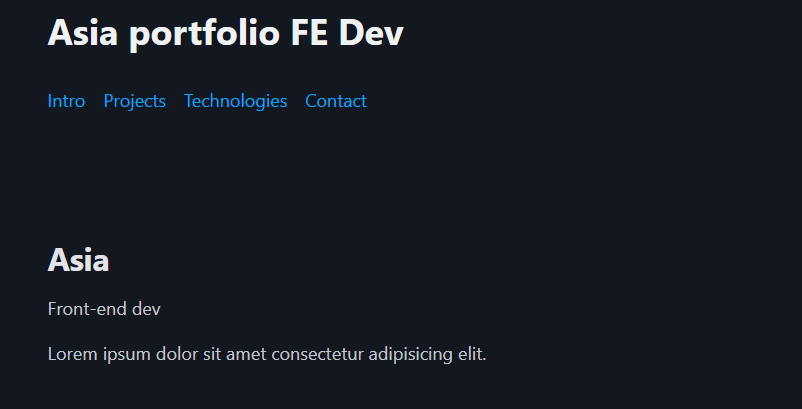 Asia portfolio FE Dev
Intro Projects Technologies Contact
Asia
Front-end dev
Lorem ipsum dolor sit amet consectetur adipisicing elit.